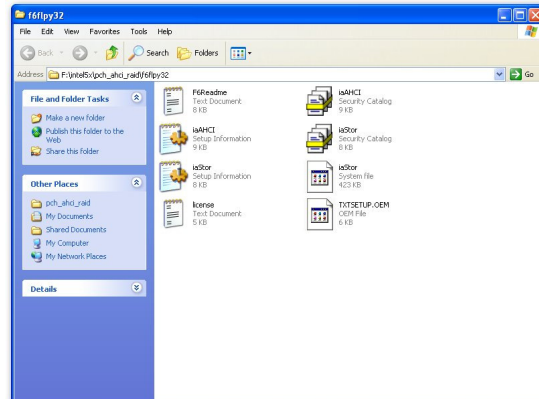 f6flpy32
File Edit View Favorites Tools Help
Back Search Folders
Address F:\intel5x\pch_ahci_raid\f6flpy32 Go
File and Folder Tasks
Make a new folder
Publish this folder to the
Web
Share this folder
Other Places
pch_ahci_raid
My Documents
Shared Documents
My Computer
My Network Places
Details
F6Readme
Text Document
8 KB
iaAHCI
Security Catalog
9 KB
iaAHCI
Setup Information
9 KB
iaStor
Security Catalog
8 KB
iaStor
Setup Information
8 KB
iaStor
System file
423 KB
license
Text Document
5 KB
TXTSETUP.OEM
OEM File
6 KB